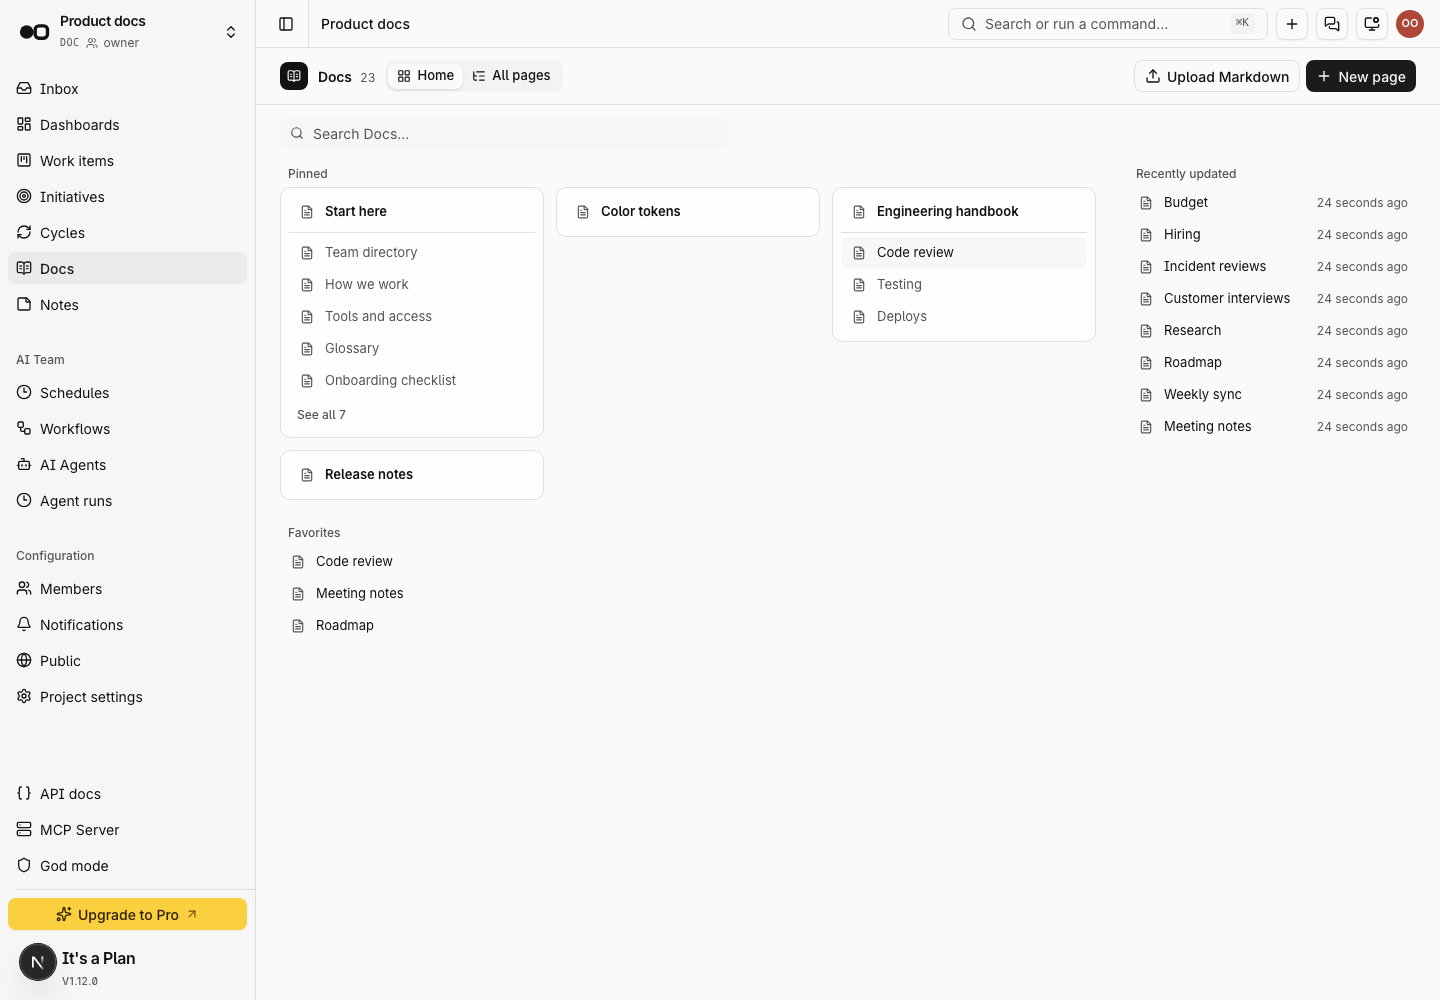 Product docs
DOC owner
Inbox
Dashboards
Work items
Initiatives
Cycles
Docs
Notes
AI Team
Schedules
Workflows
AI Agents
Agent runs
Configuration
Members
Notifications
Public
Project settings
API docs
MCP Server
God mode
Upgrade to Pro
N
It's a Plan
V1.12.0
Product docs
Search or run a command...
⌘K
OO
Docs 23
Home
All pages
Upload Markdown
New page
Search Docs...
Pinned
Start here
Team directory
How we work
Tools and access
Glossary
Onboarding checklist
See all 7
Color tokens
Engineering handbook
Code review
Testing
Deploys
Release notes
Favorites
Code review
Meeting notes
Roadmap
Recently updated
Budget 24 seconds ago
Hiring 24 seconds ago
Incident reviews 24 seconds ago
Customer interviews 24 seconds ago
Research 24 seconds ago
Roadmap 24 seconds ago
Weekly sync 24 seconds ago
Meeting notes 24 seconds ago